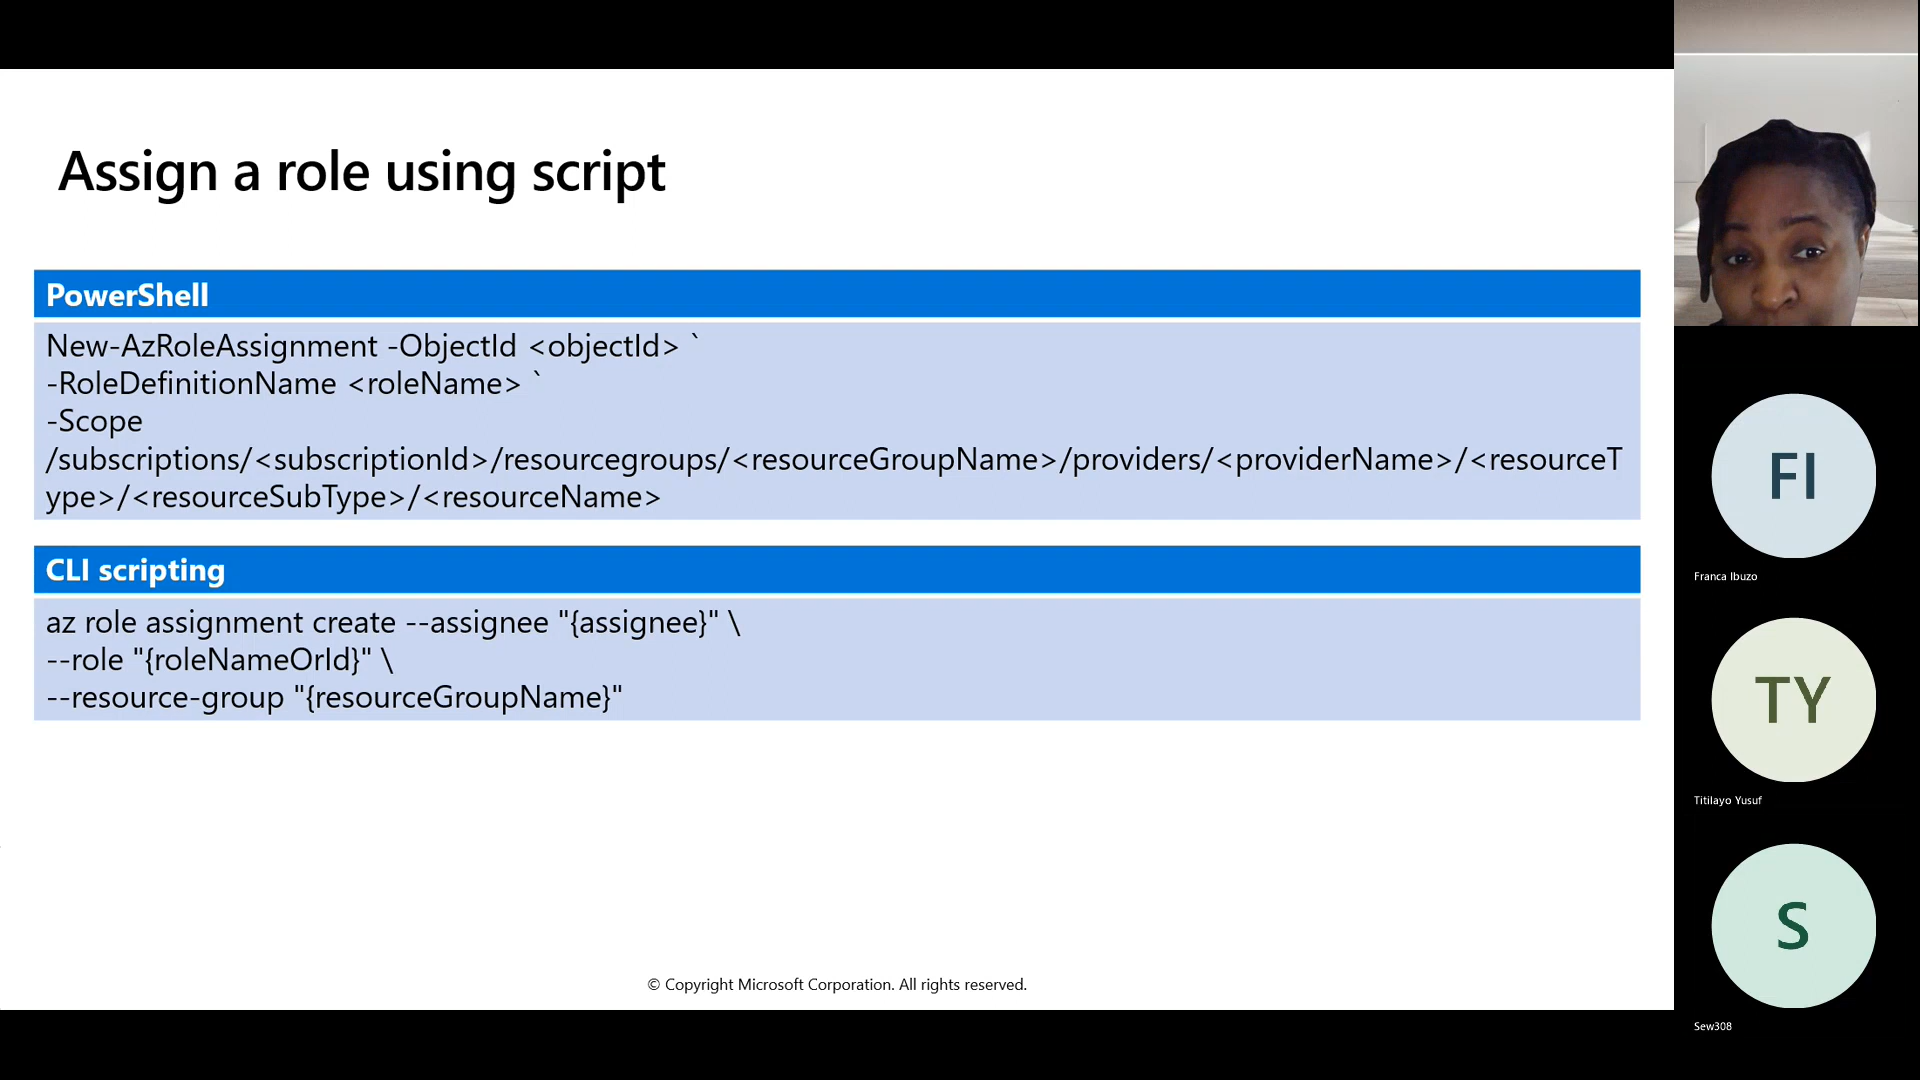 Assign a role using script
PowerShell
New-AzRoleAssignment -ObjectId <objectId> `
-RoleDefinitionName <roleName> `
-Scope
/subscriptions/<subscriptionId>/resourcegroups/<resourceGroupName>/providers/<providerName>/<resourceT
ype>/<resourceSubType>/<resourceName>
CLI scripting
az role assignment create --assignee "{assignee}" \
--role "{roleNameOrId}" \
--resource-group "{resourceGroupName}"
© Copyright Microsoft Corporation. All rights reserved.
FI
Franca Ibuzo
TY
Titilayo Yusuf
S
Sew308